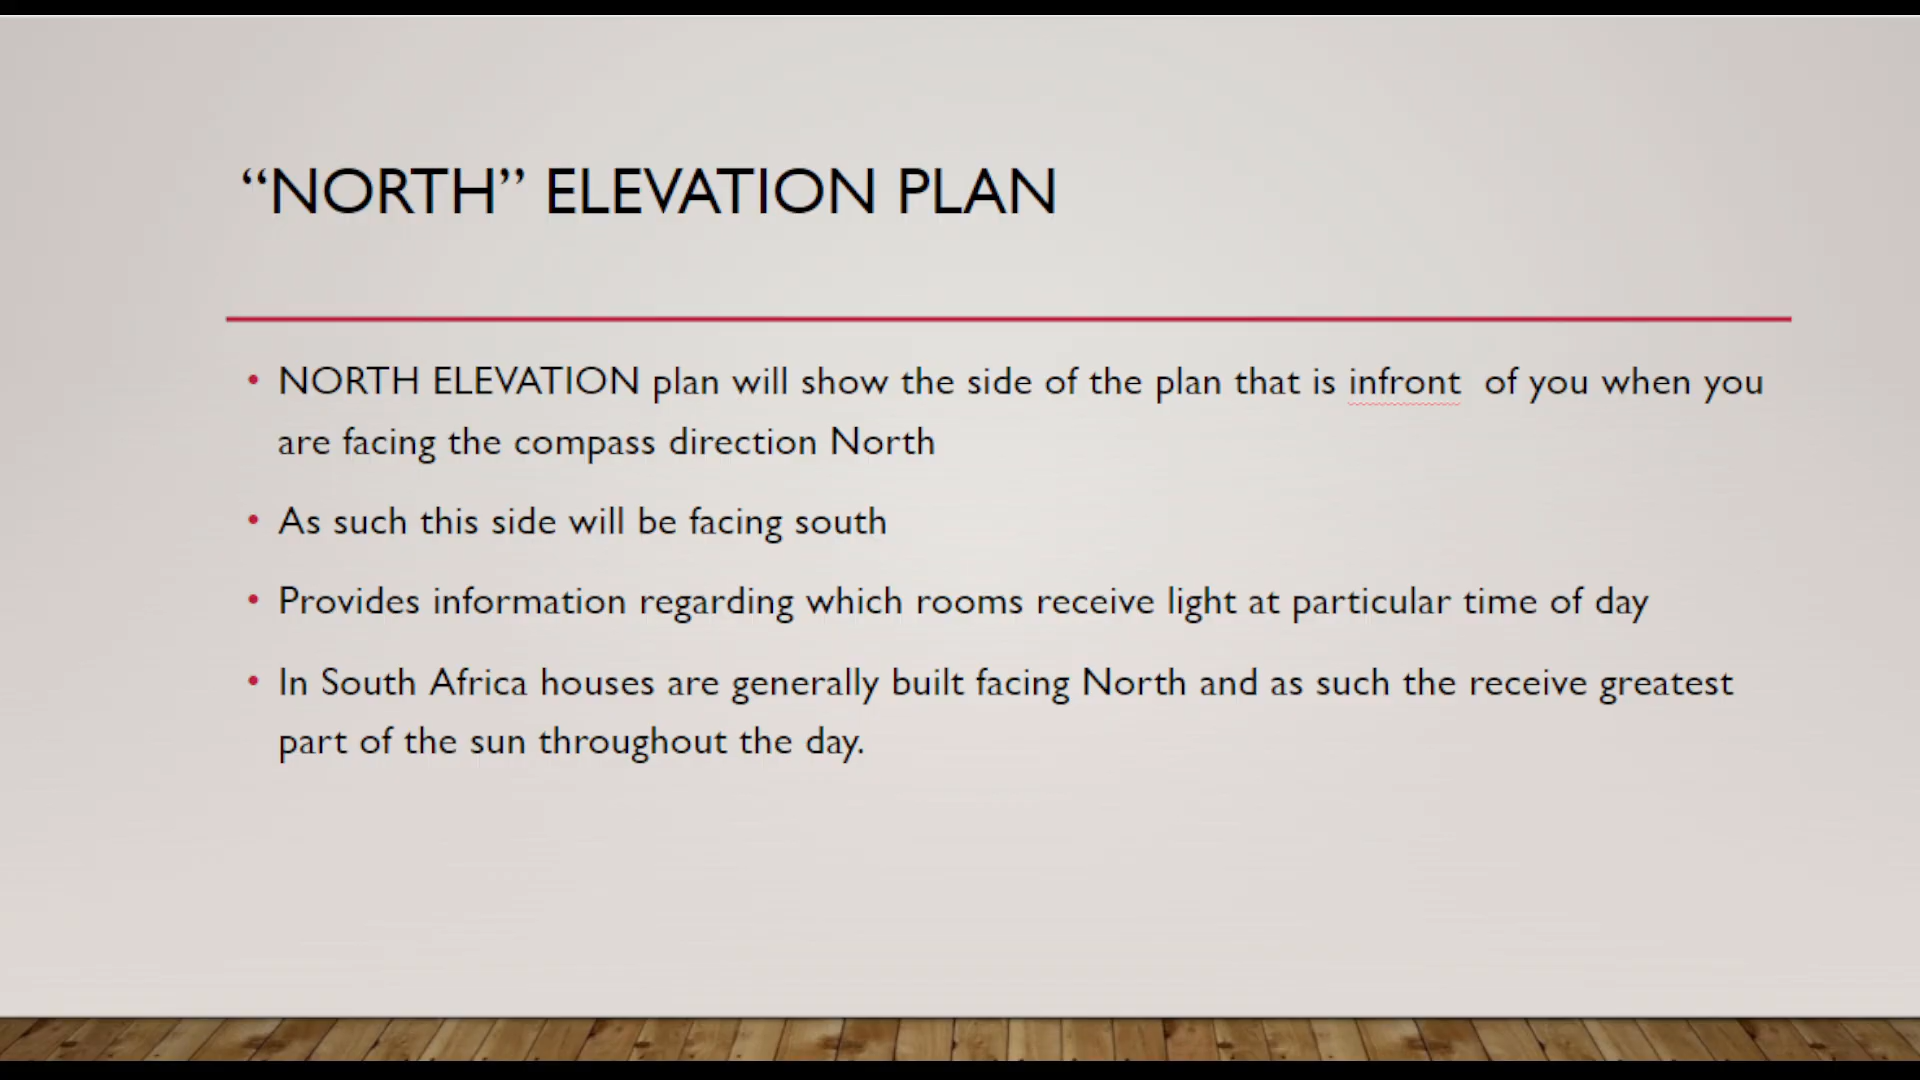 “NORTH” ELEVATION PLAN
• NORTH ELEVATION plan will show the side of the plan that is infront  of you when you
are facing the compass direction North
• As such this side will be facing south
• Provides information regarding which rooms receive light at particular time of day
• In South Africa houses are generally built facing North and as such the receive greatest
part of the sun throughout the day.